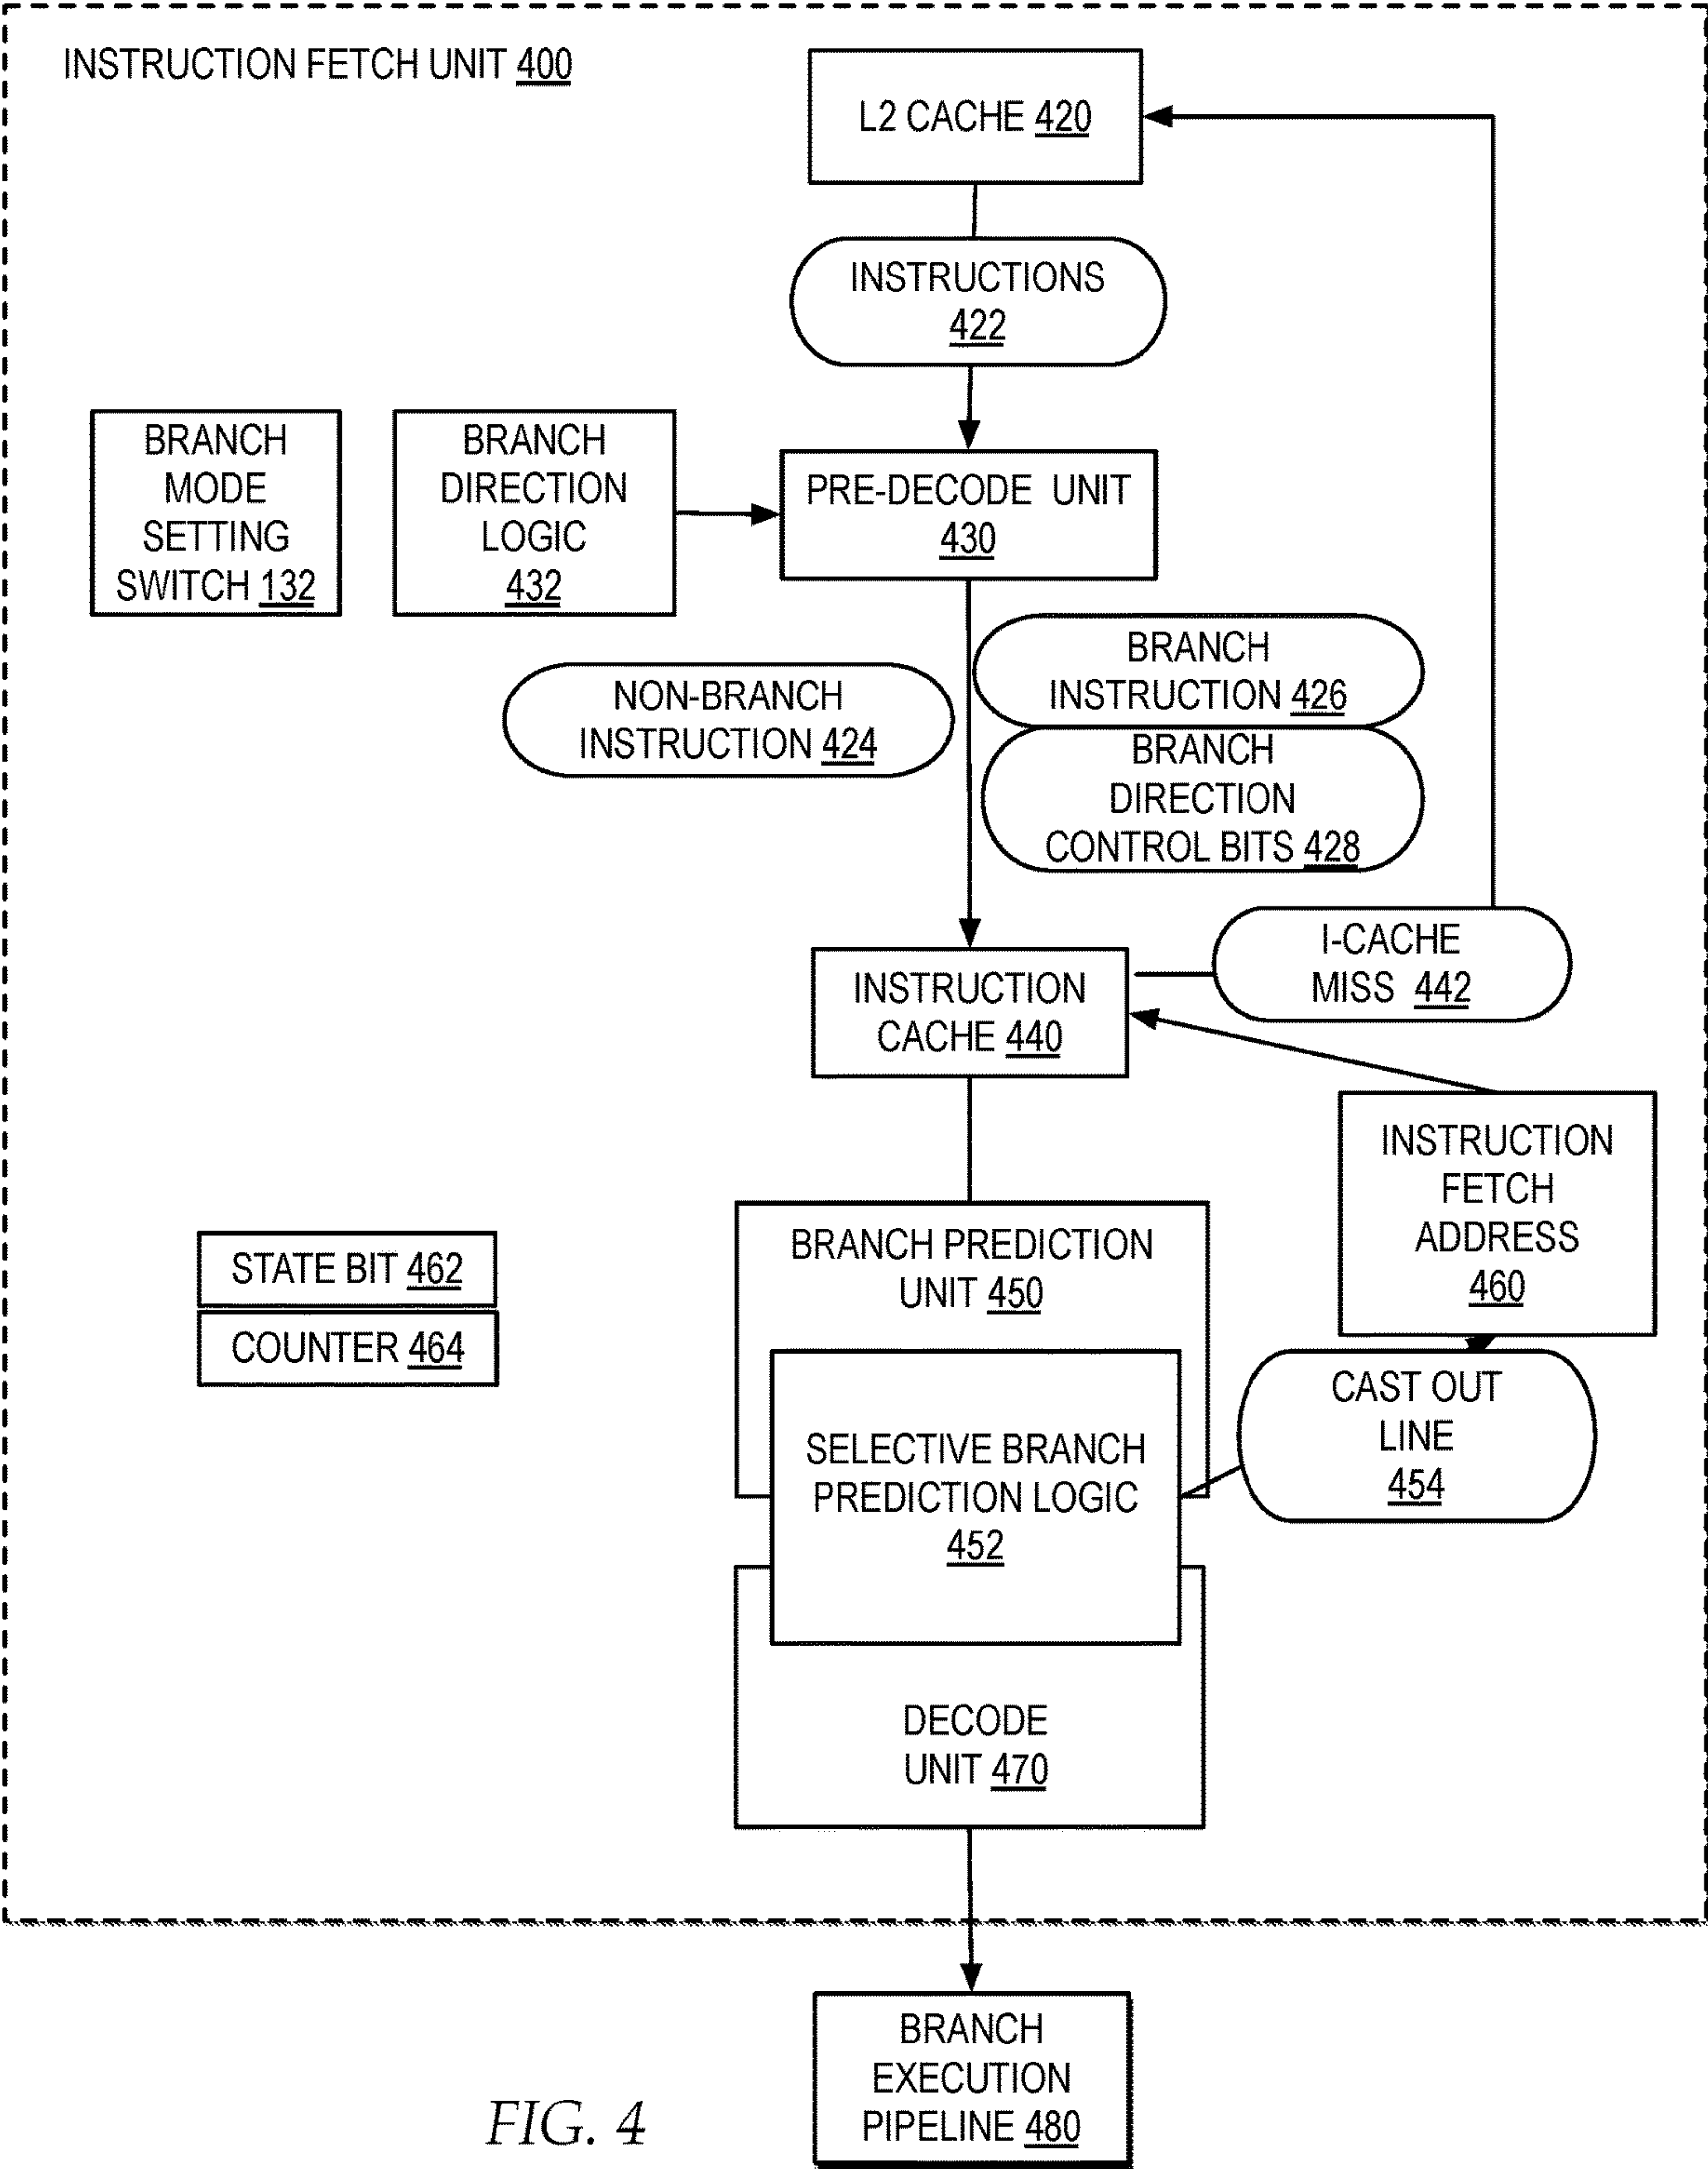 INSTRUCTION FETCH UNIT 400
L2 CACHE 420
INSTRUCTIONS
422
BRANCH
MODE
SETTING
SWITCH 132
BRANCH
DIRECTION
LOGIC
432
PRE-DECODE UNIT
430
NON-BRANCH
INSTRUCTION 424
BRANCH
INSTRUCTION 426
BRANCH
DIRECTION
CONTROL BITS 428
I-CACHE
MISS 442
INSTRUCTION
CACHE 440
INSTRUCTION
FETCH
ADDRESS
460
BRANCH PREDICTION
UNIT 450
STATE BIT 462
COUNTER 464
CAST OUT
LINE
454
SELECTIVE BRANCH
PREDICTION LOGIC
452
DECODE
UNIT 470
BRANCH
EXECUTION
PIPELINE 480
FIG. 4